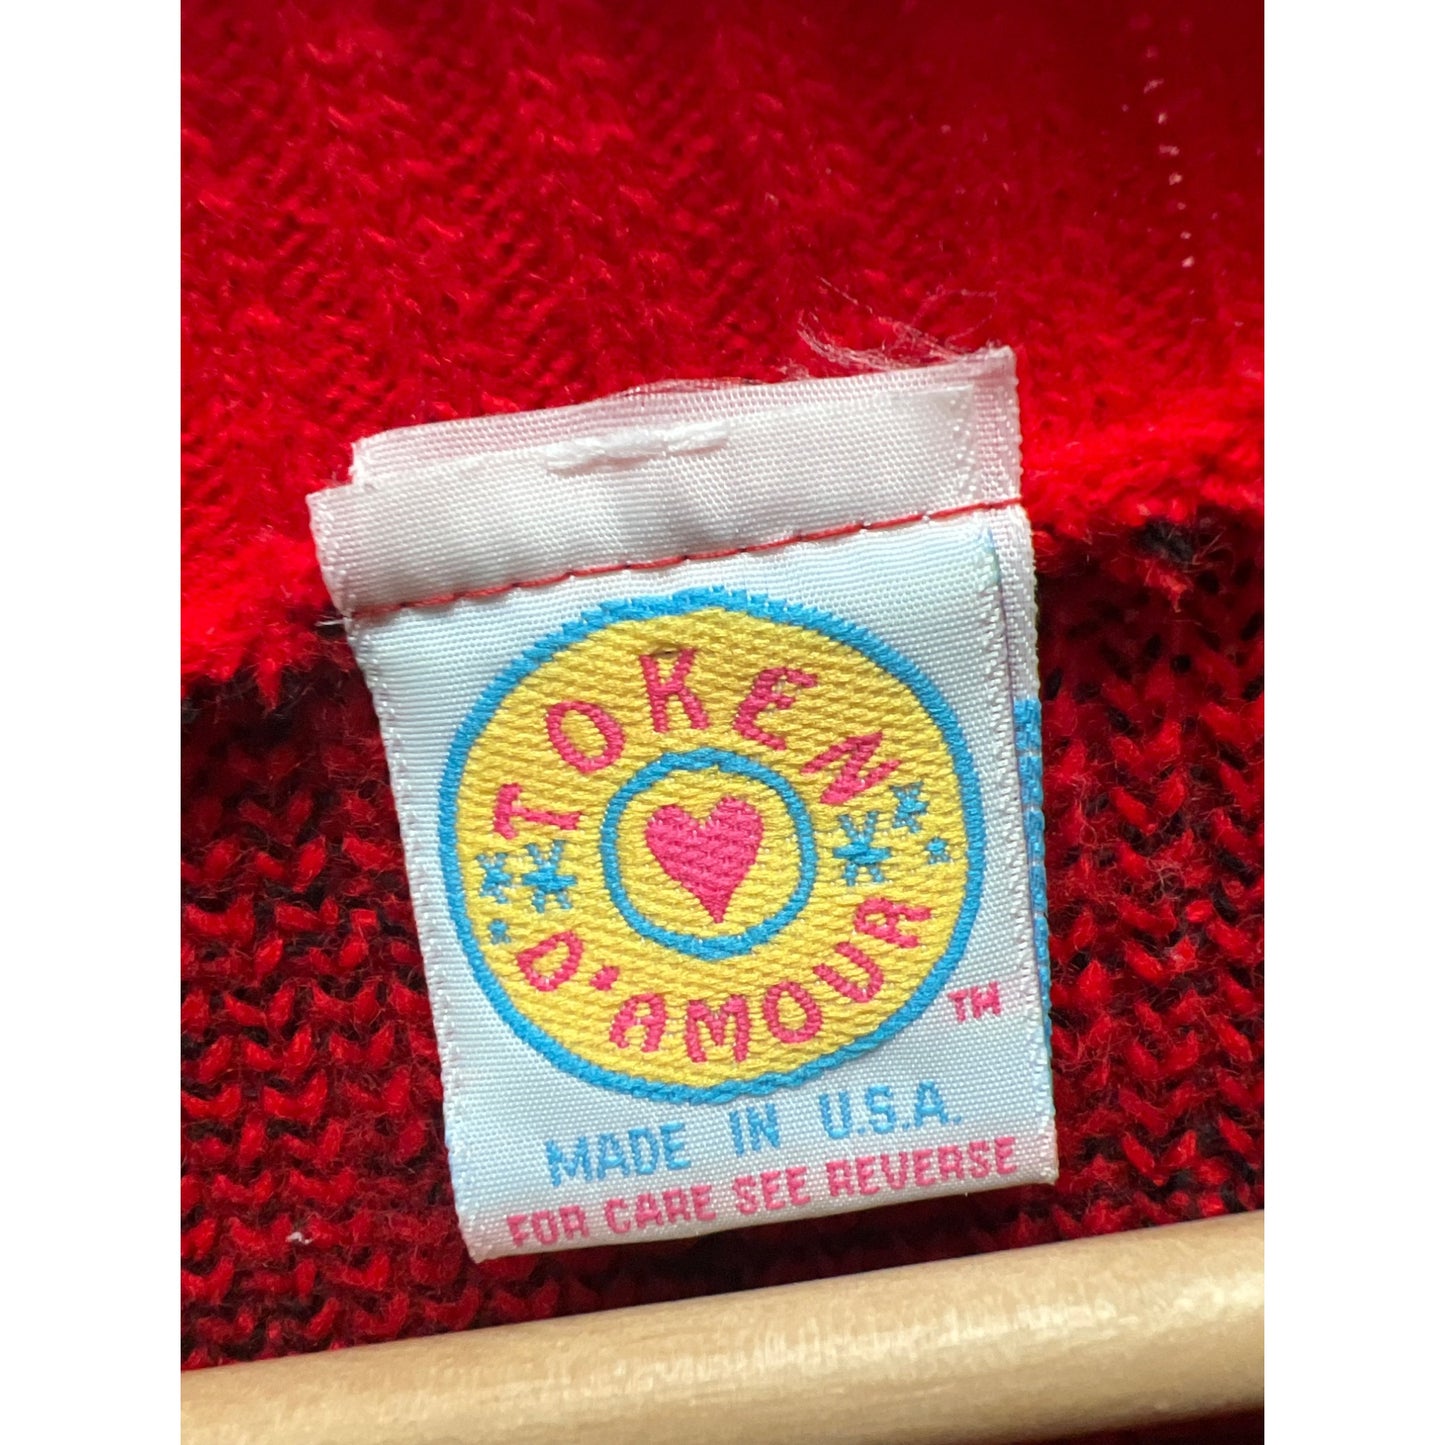 TOKEN
D'AMOUR
TM
MADE IN U.S.A.
FOR CARE SEE REVERSE